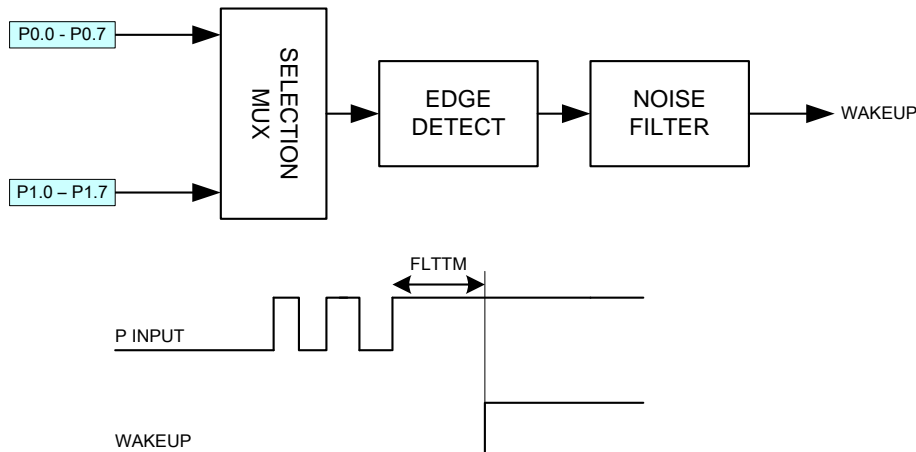 P0.0 - P0.7
SELECTION
MUX
EDGE
DETECT
NOISE
FILTER
WAKEUP
P1.0 – P1.7
FLTTM
P INPUT
WAKEUP